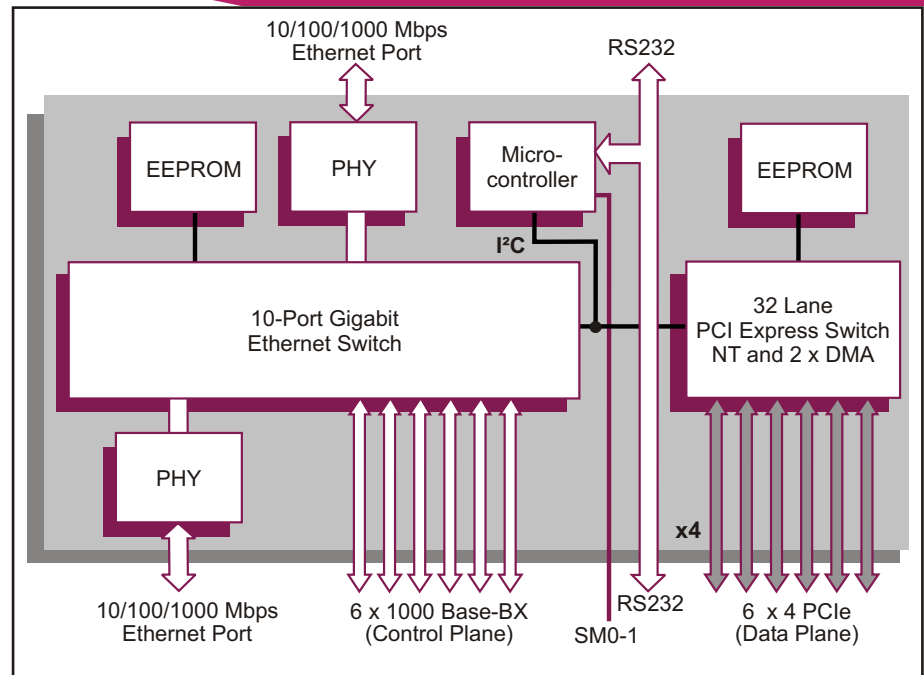 10/100/1000 Mbps
Ethernet Port
RS232
EEPROM
PHY
Micro-
controller
EEPROM
I²C
10-Port Gigabit
Ethernet Switch
32 Lane
PCI Express Switch
NT and 2 x DMA
PHY
x4
10/100/1000 Mbps
Ethernet Port
6 x 1000 Base-BX
(Control Plane)
RS232
SM0-1
6 x 4 PCIe
(Data Plane)